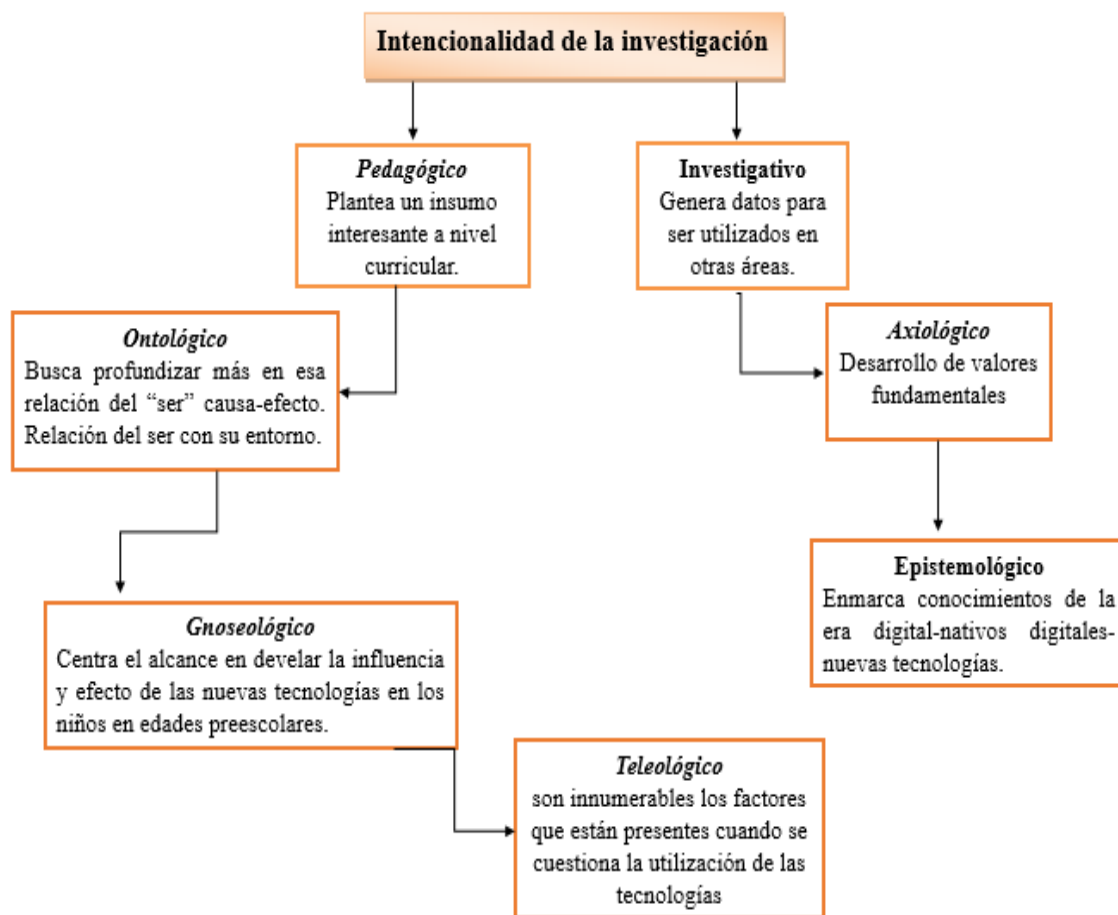 Intencionalidad de la investigación
Pedagógico
Plantea un insumo
interesante a nivel
curricular.
Investigativo
Genera datos para
ser utilizados en
otras áreas.
Ontológico
Busca profundizar más en esa
relación del “ser” causa-efecto.
Relación del ser con su entorno.
Axiológico
Desarrollo de valores
fundamentales
Epistemológico
Enmarca conocimientos de la
era digital-nativos digitales-
nuevas tecnologías.
Gnoseológico
Centra el alcance en develar la influencia
y efecto de las nuevas tecnologías en los
niños en edades preescolares.
Teleológico
son innumerables los factores
que están presentes cuando se
cuestiona la utilización de las
tecnologías